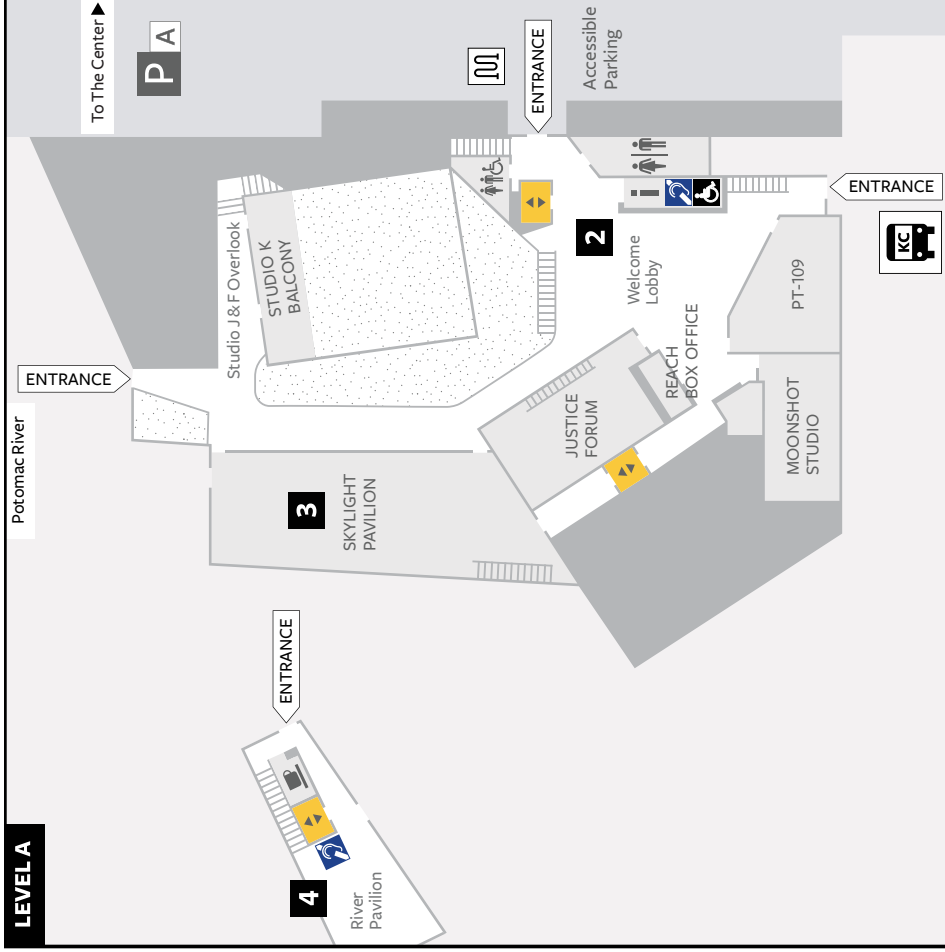 LEVEL A
Potomac River
To The Center
P
A
ENTRANCE
Accessible
Parking
ENTRANCE
KC
ENTRANCE
ENTRANCE
Studio J & F Overlook
STUDIO K
BALCONY
2
Welcome
Lobby
i
PT-109
REACH
BOX OFFICE
JUSTICE
FORUM
MOONSHOT
STUDIO
3
SKYLIGHT
PAVILION
4
River
Pavilion